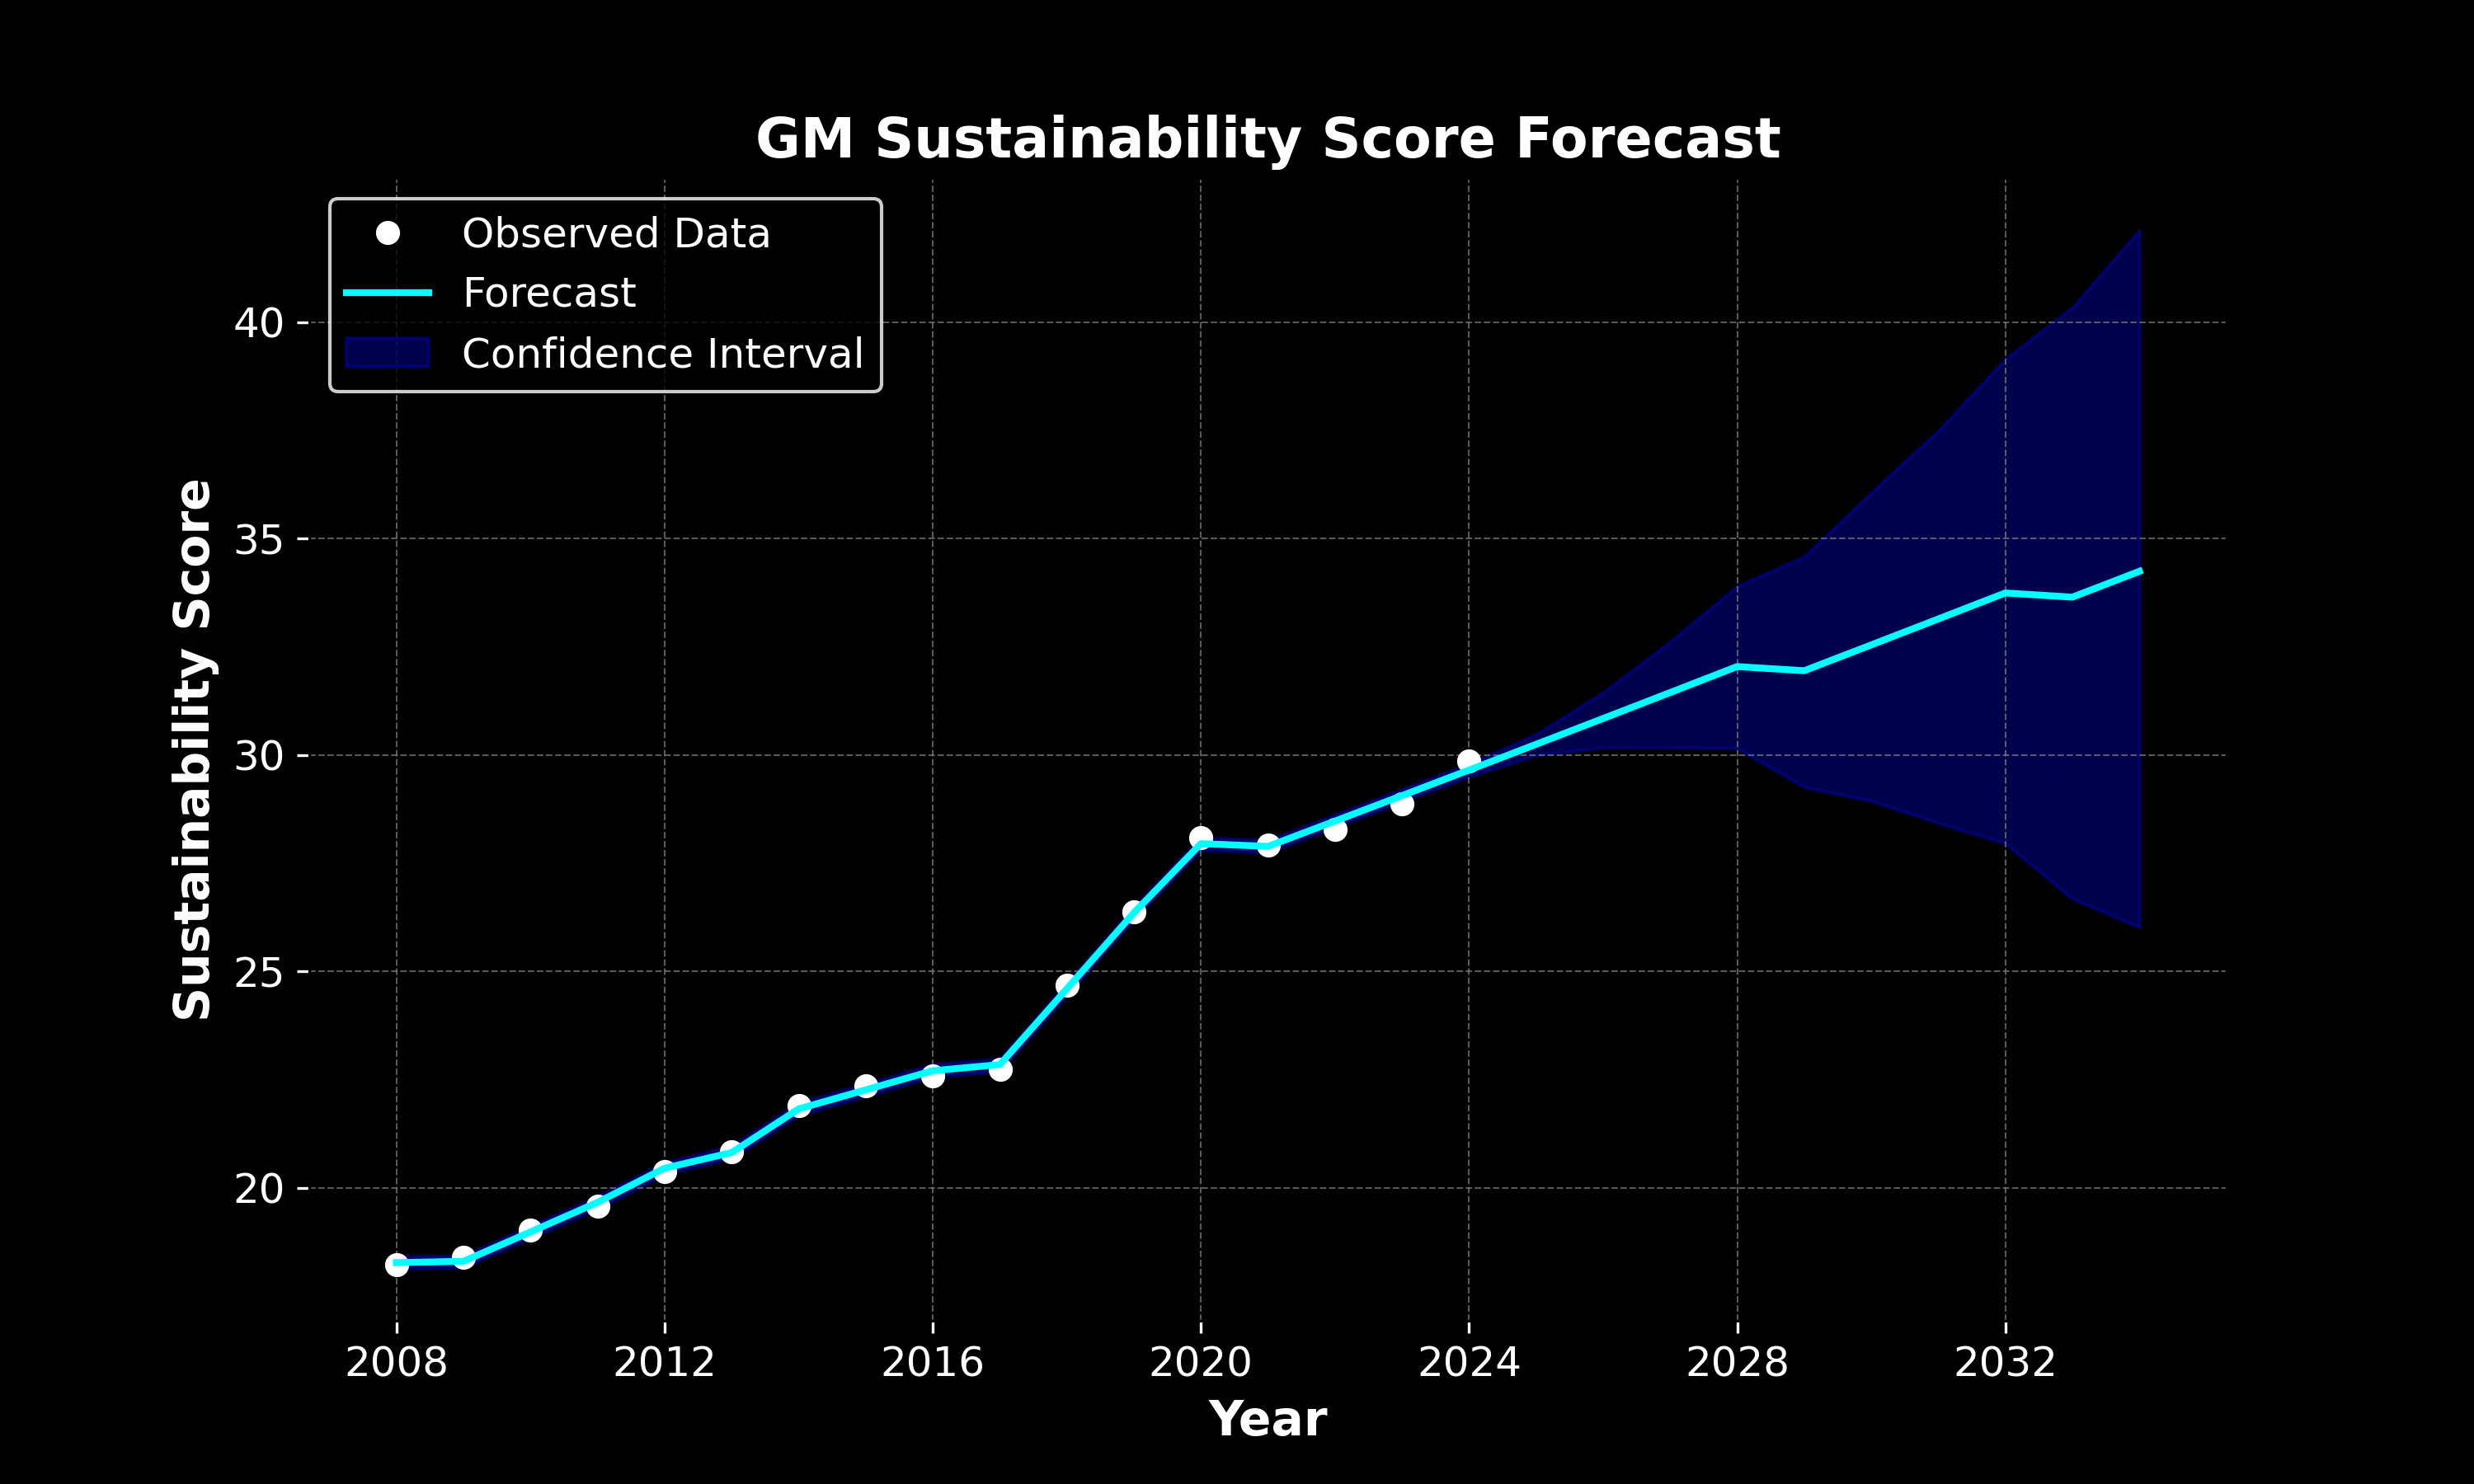 GM Sustainability Score Forecast
Observed Data
Forecast
Confidence Interval
Sustainability Score
40
35
30
25
20
2008 2012 2016 2020 2024 2028 2032
Year